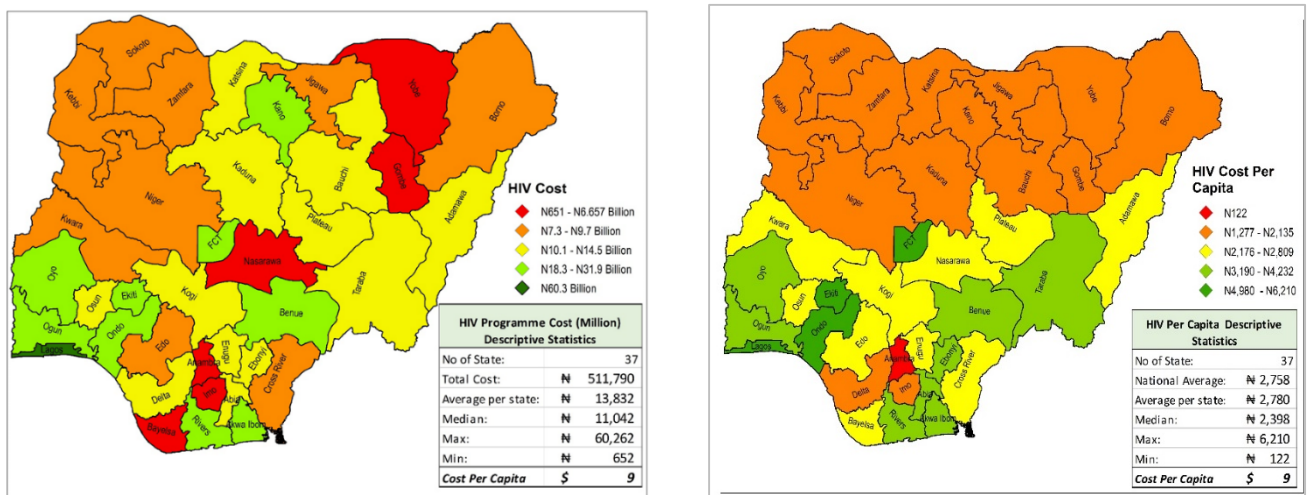 Sokoto
Katsina
Jigawa
Yobe
Borno
Kebbi
Zamfara
Kano
Kaduna
Bauchi
Gombe
Niger
Plateau
Adamawa
Kwara
FCT
Nasarawa
Taraba
Oyo
Kogi
Benue
Osun
Ekiti
Ogun
Ondo
Lagos
Edo
Enugu
Ebony
Anambra
Cross River
Delta
Imo
Abia
Bayelsa
Rivers
Akwa Ibom
HIV Cost
N651 - N6.657 Billion
N7.3 - N9.7 Billion
N10.1 - N14.5 Billion
N18.3 - N31.9 Billion
N60.3 Billion
HIV Programme Cost (Million)
Descriptive Statistics
No of State: 37
Total Cost: ₦ 511,790
Average per state: ₦ 13,832
Median: ₦ 11,042
Max: ₦ 60,262
Min: ₦ 652
Cost Per Capita $ 9
Sokoto
Katsina
Jigawa
Yobe
Borno
Kebbi
Zamfara
Kano
Kaduna
Bauchi
Gombe
Niger
Plateau
Adamawa
Kwara
FCT
Nasarawa
Taraba
Oyo
Kogi
Benue
Osun
Ekiti
Ogun
Ondo
Lagos
Edo
Enugu
Ebony
Anambra
Cross River
Delta
Imo
Abia
Bayelsa
Rivers
Akwa Ibom
HIV Cost Per
Capita
N122
N1,277 - N2,135
N2,176 - N2,809
N3,190 - N4,232
N4,980 - N6,210
HIV Per Capita Descriptive
Statistics
No of State: 37
National Average: ₦ 2,758
Average per state: ₦ 2,780
Median: ₦ 2,398
Max: ₦ 6,210
Min: ₦ 122
Cost Per Capita $ 9